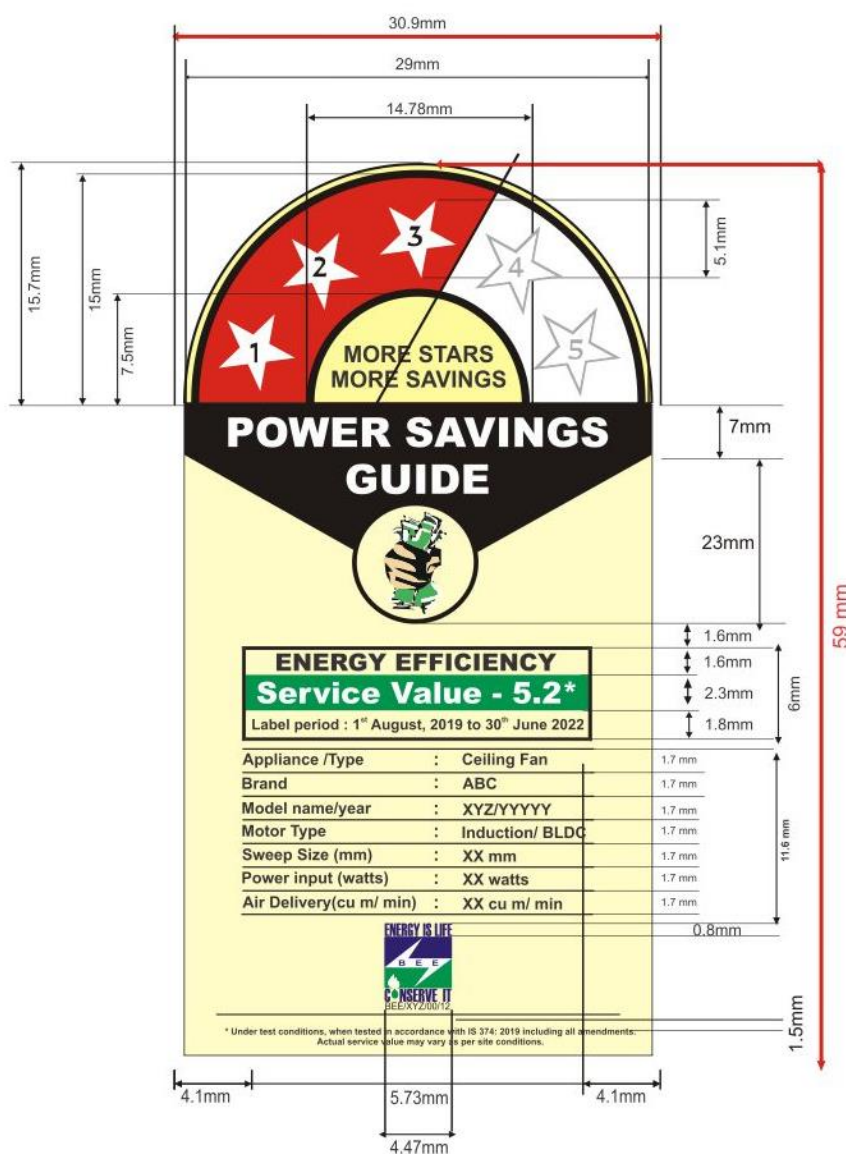 30.9mm
29mm
14.78mm
15.7mm
15mm
7.5mm
5.1mm
1
2
3
4
5
MORE STARS
MORE SAVINGS
POWER SAVINGS
GUIDE
7mm
23mm
59 mm
1.6mm
1.6mm
2.3mm
1.8mm
6mm
ENERGY EFFICIENCY
Service Value - 5.2*
Label period : 1st August, 2019 to 30th June 2022
Appliance /Type : Ceiling Fan 1.7 mm
Brand : ABC 1.7 mm
Model name/year : XYZ/YYYYY 1.7 mm
Motor Type : Induction/ BLDC 1.7 mm
Sweep Size (mm) : XX mm 1.7 mm
Power input (watts) : XX watts 1.7 mm
Air Delivery(cu m/ min) : XX cu m/ min 1.7 mm
11.6 mm
0.8mm
ENERGY IS LIFE
BEE
CONSERVE IT
BEE/XYZ/00/12
1.5mm
* Under test conditions, when tested in accordance with IS 374: 2019 including all amendments.
Actual service value may vary as per site conditions.
4.1mm
5.73mm
4.1mm
4.47mm